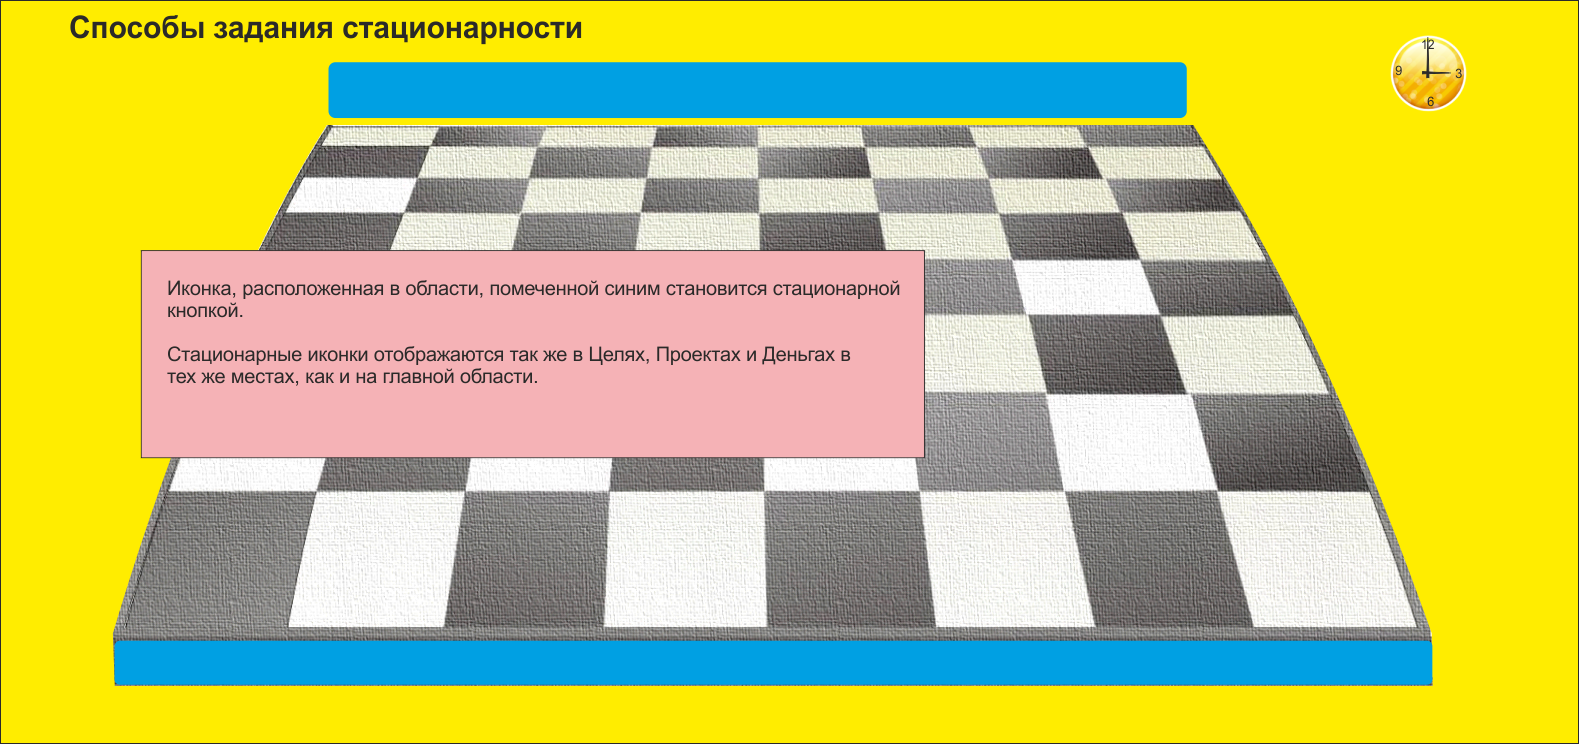 Способы задания стационарности
12
9
3
6
Иконка, расположенная в области, помеченной синим становится стационарной
кнопкой.
Стационарные иконки отображаются так же в Целях, Проектах и Деньгах в
тех же местах, как и на главной области.